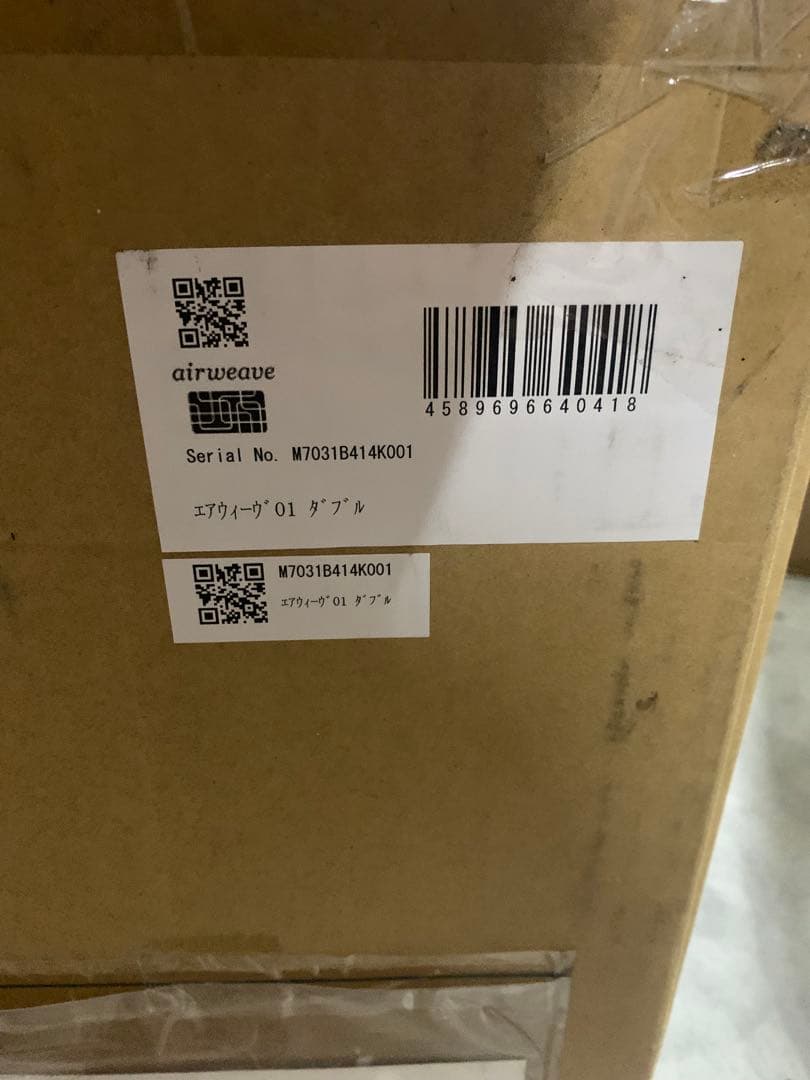 airweave
4589696640418
Serial No. M7031B414K001
ｴｱｳｨｰｳﾞ01 ﾀﾞﾌﾞﾙ
M7031B414K001
ｴｱｳｨｰｳﾞ01 ﾀﾞﾌﾞﾙ